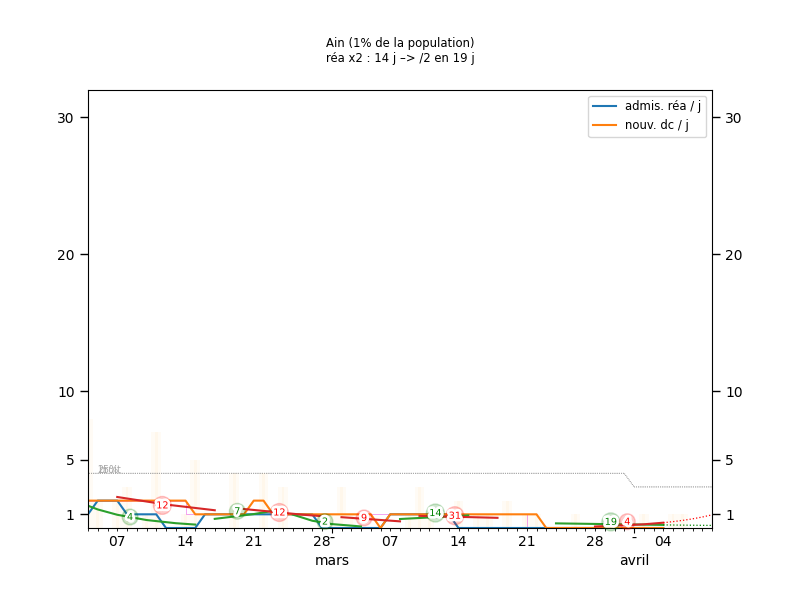 Ain (1% de la population)
réa x2 : 14 j –> /2 en 19 j
admis. réa / j
nouv. dc / j
30 30
20 20
10 10
5 5
1 1
4 12 7 12 2 9 14 31 19 4
07 14 21 28 07 14 21 28 04
mars avril